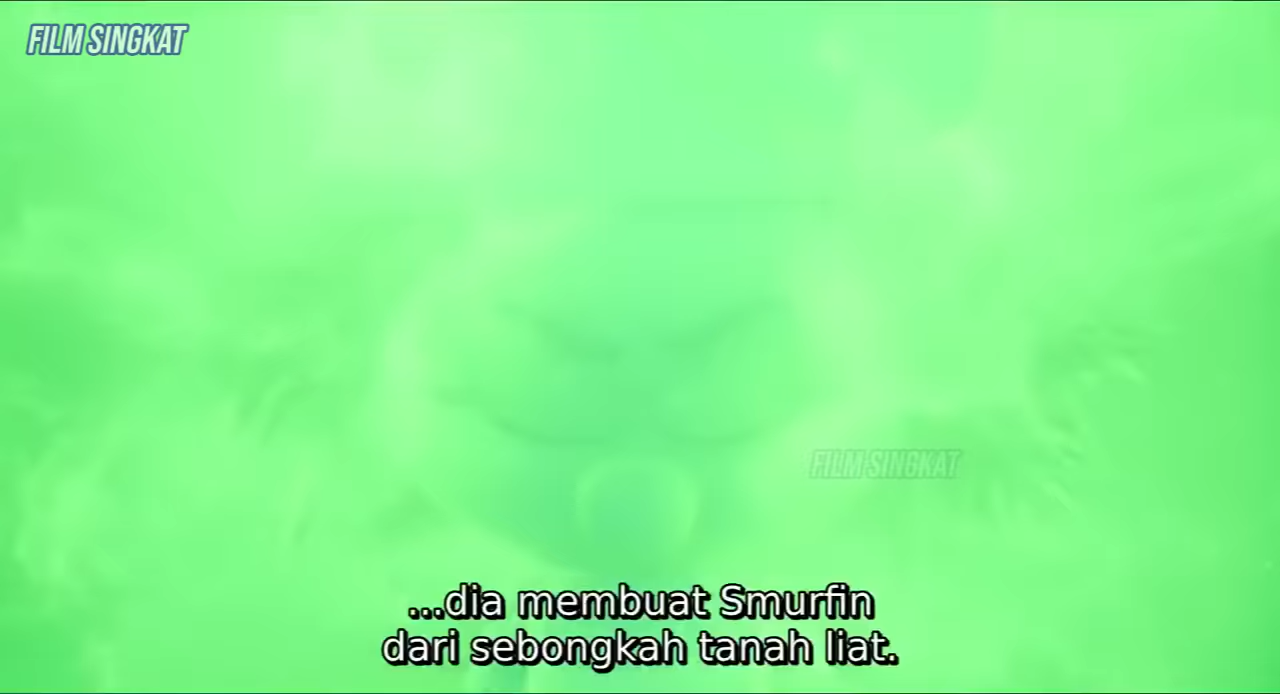 FILM SINGKAT
FILM SINGKAT
...dia membuat Smurfin
dari sebongkah tanah liat.